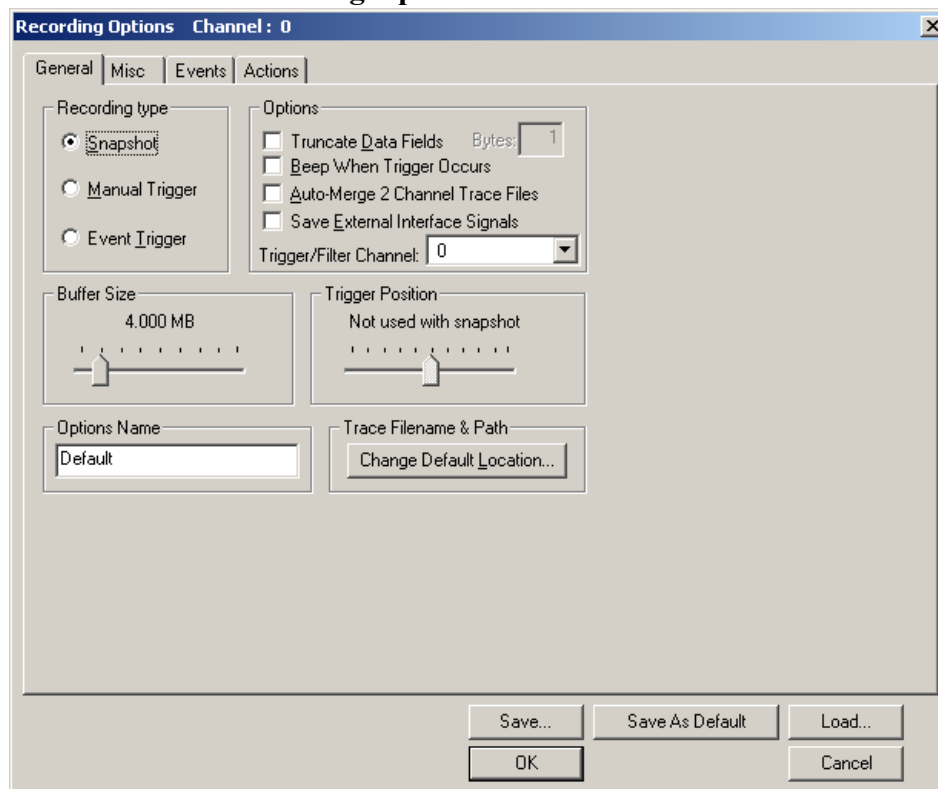 Recording Options Channel: 0
General Misc Events Actions
Recording type
Snapshot
Manual Trigger
Event Trigger
Options
Truncate Data Fields Bytes: 1
Beep When Trigger Occurs
Auto-Merge 2 Channel Trace Files
Save External Interface Signals
Trigger/Filter Channel: 0
Buffer Size
4.000 MB
Trigger Position
Not used with snapshot
Options Name
Default
Trace Filename & Path
Change Default Location...
Save... Save As Default Load...
OK Cancel